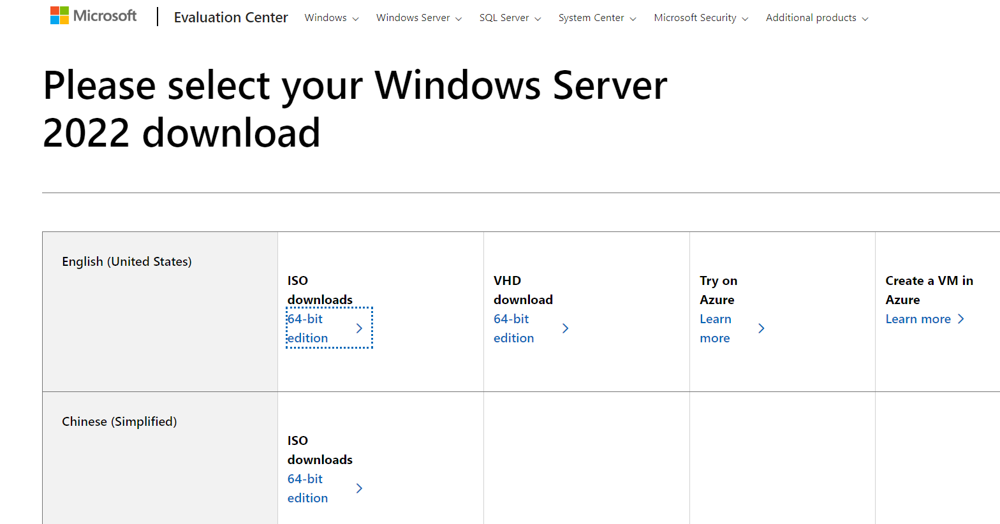 Microsoft Evaluation Center Windows Windows Server SQL Server System Center Microsoft Security Additional products
Please select your Windows Server
2022 download
English (United States)
ISO
downloads
64-bit
edition
VHD
download
64-bit
edition
Try on
Azure
Learn
more
Create a VM in
Azure
Learn more
Chinese (Simplified)
ISO
downloads
64-bit
edition